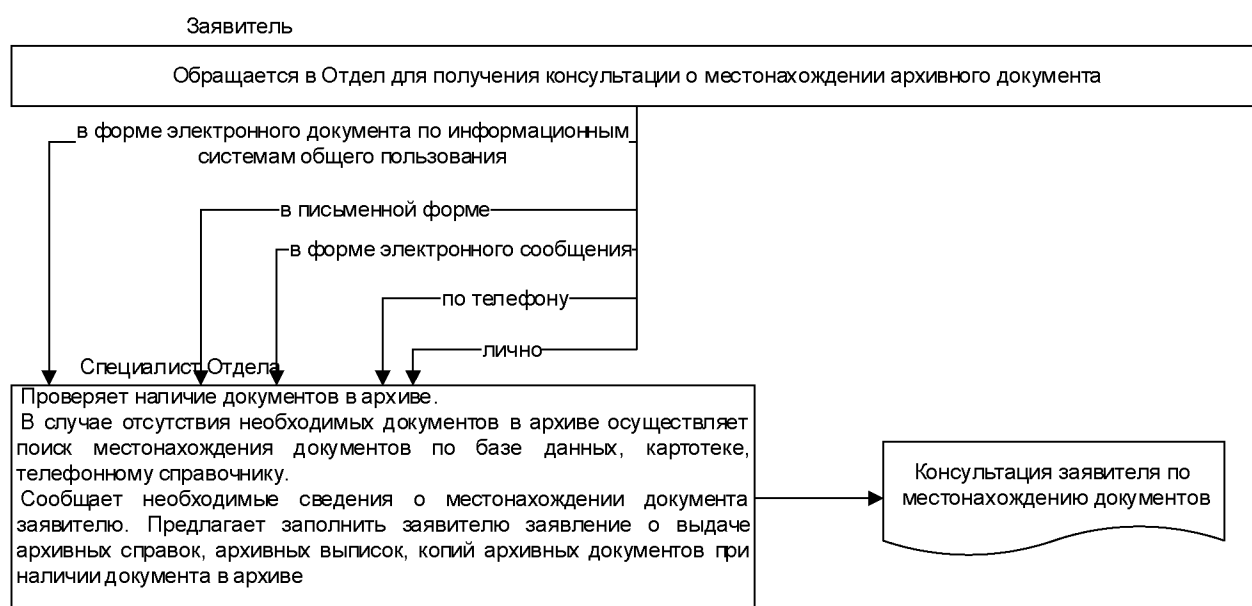 Заявитель
Обращается в Отдел для получения консультации о местонахождении архивного документа
в форме электронного документа по информационным
системам общего пользования
в письменной форме
в форме электронного сообщения
по телефону
лично
Специалист Отдела
Проверяет наличие документов в архиве.
В случае отсутствия необходимых документов в архиве осуществляет
поиск местонахождения документов по базе данных, картотеке,
телефонному справочнику.
Сообщает необходимые сведения о местонахождении документа
заявителю. Предлагает заполнить заявителю заявление о выдаче
архивных справок, архивных выписок, копий архивных документов при
наличии документа в архиве
Консультация заявителя по
местонахождению документов